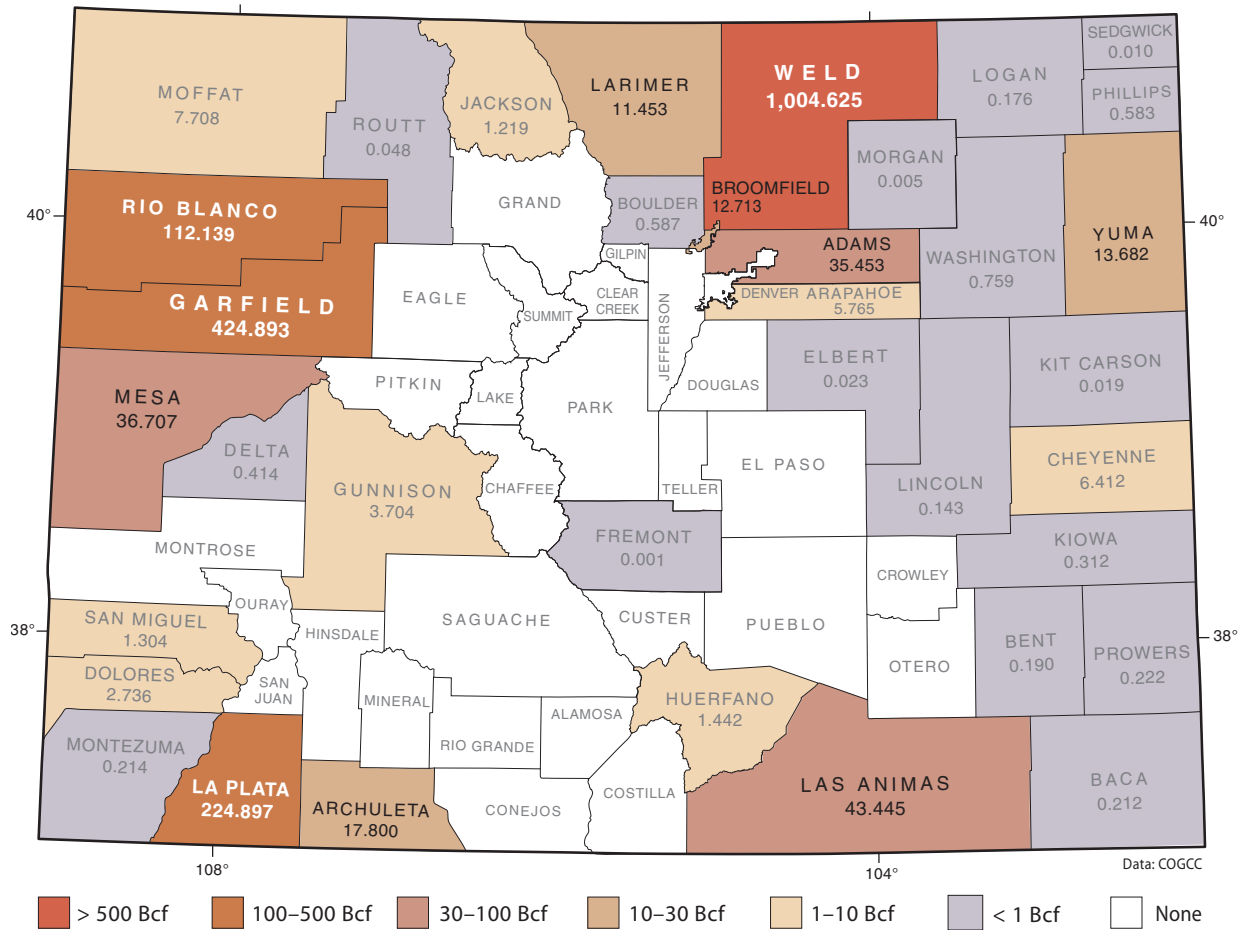 MOFFAT
7.708
ROUTT
0.048
JACKSON
1.219
LARIMER
11.453
WELD
1,004.625
LOGAN
0.176
SEDGWICK
0.010
PHILLIPS
0.583
MORGAN
0.005
40°
RIO BLANCO
112.139
GRAND
BOULDER
0.587
BROOMFIELD
12.713
ADAMS
35.453
WASHINGTON
0.759
YUMA
13.682
40°
GARFIELD
424.893
EAGLE
SUMMIT
GILPIN
CLEAR
CREEK
JEFFERSON
DENVER
ARAPAHOE
5.765
MESA
36.707
PITKIN
LAKE
PARK
DOUGLAS
ELBERT
0.023
KIT CARSON
0.019
DELTA
0.414
GUNNISON
3.704
CHAFFEE
TELLER
EL PASO
LINCOLN
0.143
CHEYENNE
6.412
MONTROSE
FREMONT
0.001
KIOWA
0.312
OURAY
CROWLEY
38°
SAN MIGUEL
1.304
HINSDALE
SAGUACHE
CUSTER
PUEBLO
OTERO
BENT
0.190
PROWERS
0.222
38°
DOLORES
2.736
SAN
JUAN
MINERAL
RIO GRANDE
ALAMOSA
HUERFANO
1.442
MONTEZUMA
0.214
LA PLATA
224.897
ARCHULETA
17.800
CONEJOS
COSTILLA
LAS ANIMAS
43.445
BACA
0.212
108°
104°
Data: COGCC
> 500 Bcf
100–500 Bcf
30–100 Bcf
10–30 Bcf
1–10 Bcf
< 1 Bcf
None